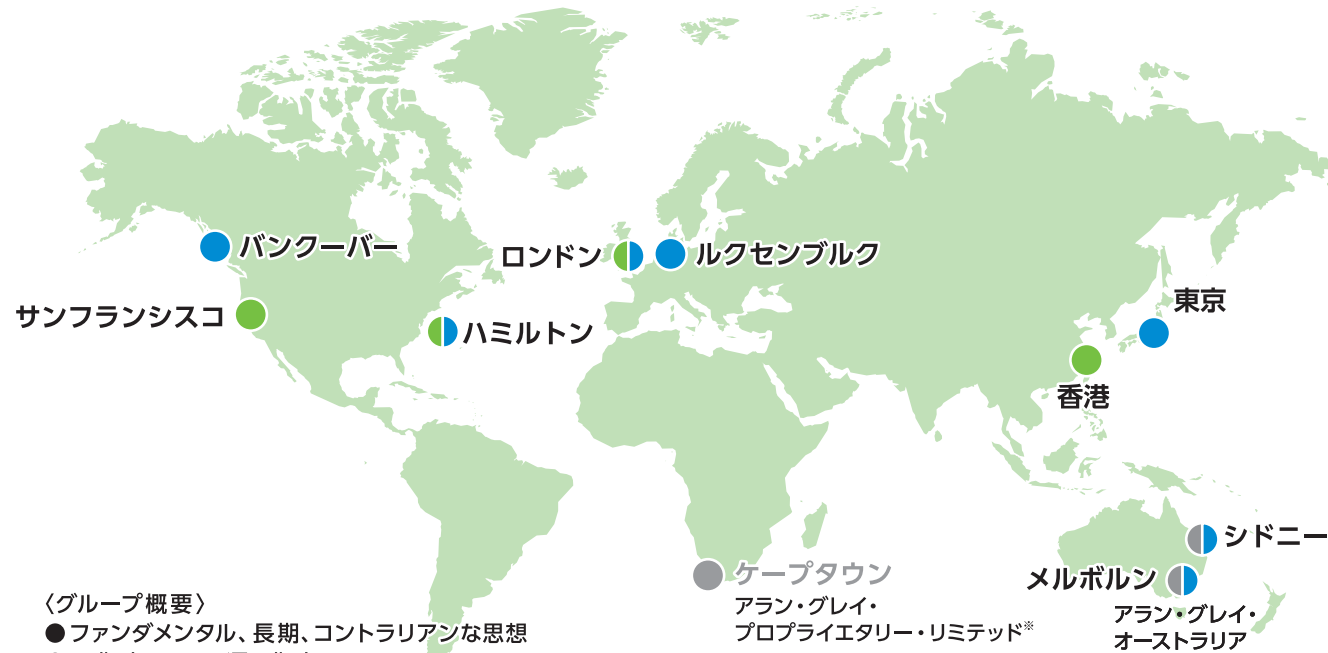 バンクーバー
ロンドン
ルクセンブルク
サンフランシスコ
ハミルトン
東京
香港
シドニー
ケープタウン
メルボルン
アラン・グレイ・
プロプライエタリー・リミテッド※
アラン・グレイ・
オーストラリア
〈グループ概要〉
●ファンダメンタル、長期、コントラリアンな思想